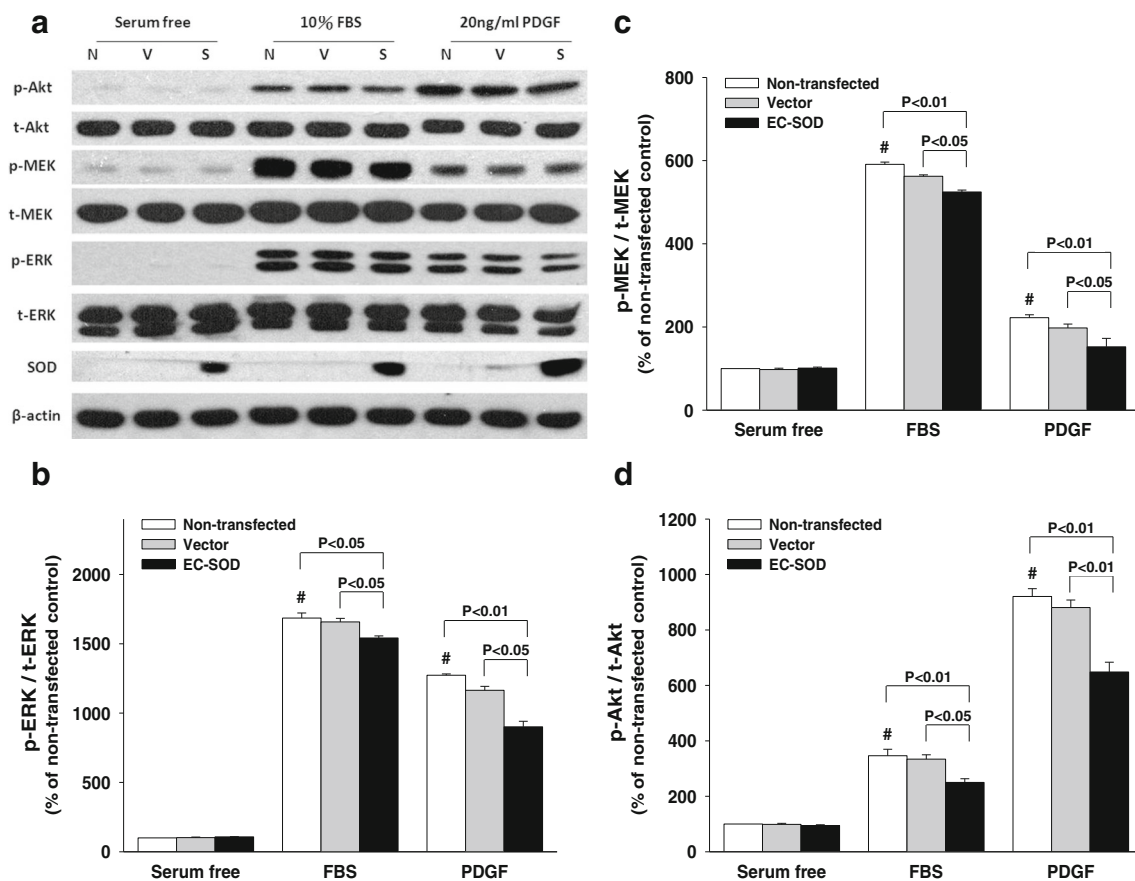 a
Serum free 10% FBS 20ng/ml PDGF
N V S N V S N V S
p-Akt
t-Akt
p-MEK
t-MEK
p-ERK
t-ERK
SOD
β-actin
c
p-MEK / t-MEK
(% of non-transfected control)
800
600
400
200
0
Non-transfected
Vector
EC-SOD
P<0.01
P<0.05
#
P<0.01
P<0.05
#
Serum free FBS PDGF
b
p-ERK / t-ERK
(% of non-transfected control)
2000
1500
1000
500
0
Non-transfected
Vector
EC-SOD
P<0.05
P<0.05
#
P<0.01
P<0.05
#
Serum free FBS PDGF
d
p-Akt / t-Akt
(% of non-transfected control)
1200
1000
800
600
400
200
0
Non-transfected
Vector
EC-SOD
P<0.01
P<0.01
#
P<0.01
P<0.05
#
Serum free FBS PDGF